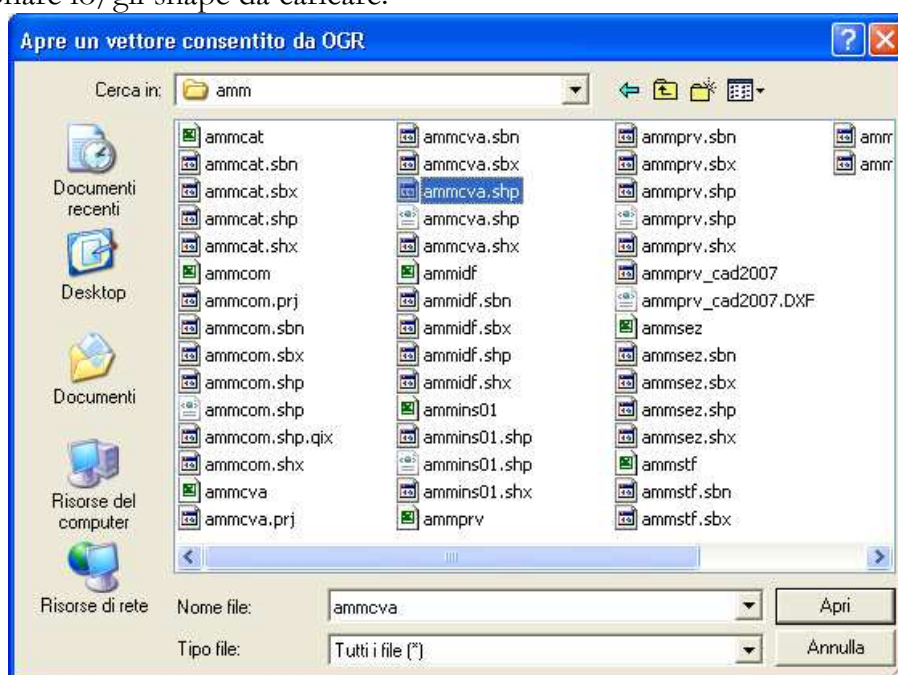 lo/gli shape da caricare.
Apre un vettore consentito da OGR
Cerca in:
amm
Documenti
recenti
Desktop
Documenti
Risorse del
computer
Risorse di rete
ammcat
ammcat.sbn
ammcat.sbx
ammcat.shp
ammcat.shx
ammcom
ammcom.prj
ammcom.sbn
ammcom.sbx
ammcom.shp
ammcom.shp
ammcom.shp.qix
ammcom.shx
ammcva
ammcva.prj
ammcva.sbn
ammcva.sbx
ammcva.shp
ammcva.shp
ammcva.shx
ammidf
ammidf.sbn
ammidf.sbx
ammidf.shp
ammidf.shx
ammins01
ammins01.shp
ammins01.shp
ammins01.shx
ammprv
ammprv.sbn
ammprv.sbx
ammprv.shp
ammprv.shp
ammprv.shx
ammprv_cad2007
ammprv_cad2007.DXF
ammsez
ammsez.sbn
ammsez.sbx
ammsez.shp
ammsez.shx
ammstf
ammstf.sbn
ammstf.sbx
Nome file:
ammcva
Apri
Tipo file:
Tutti i file (*)
Annulla